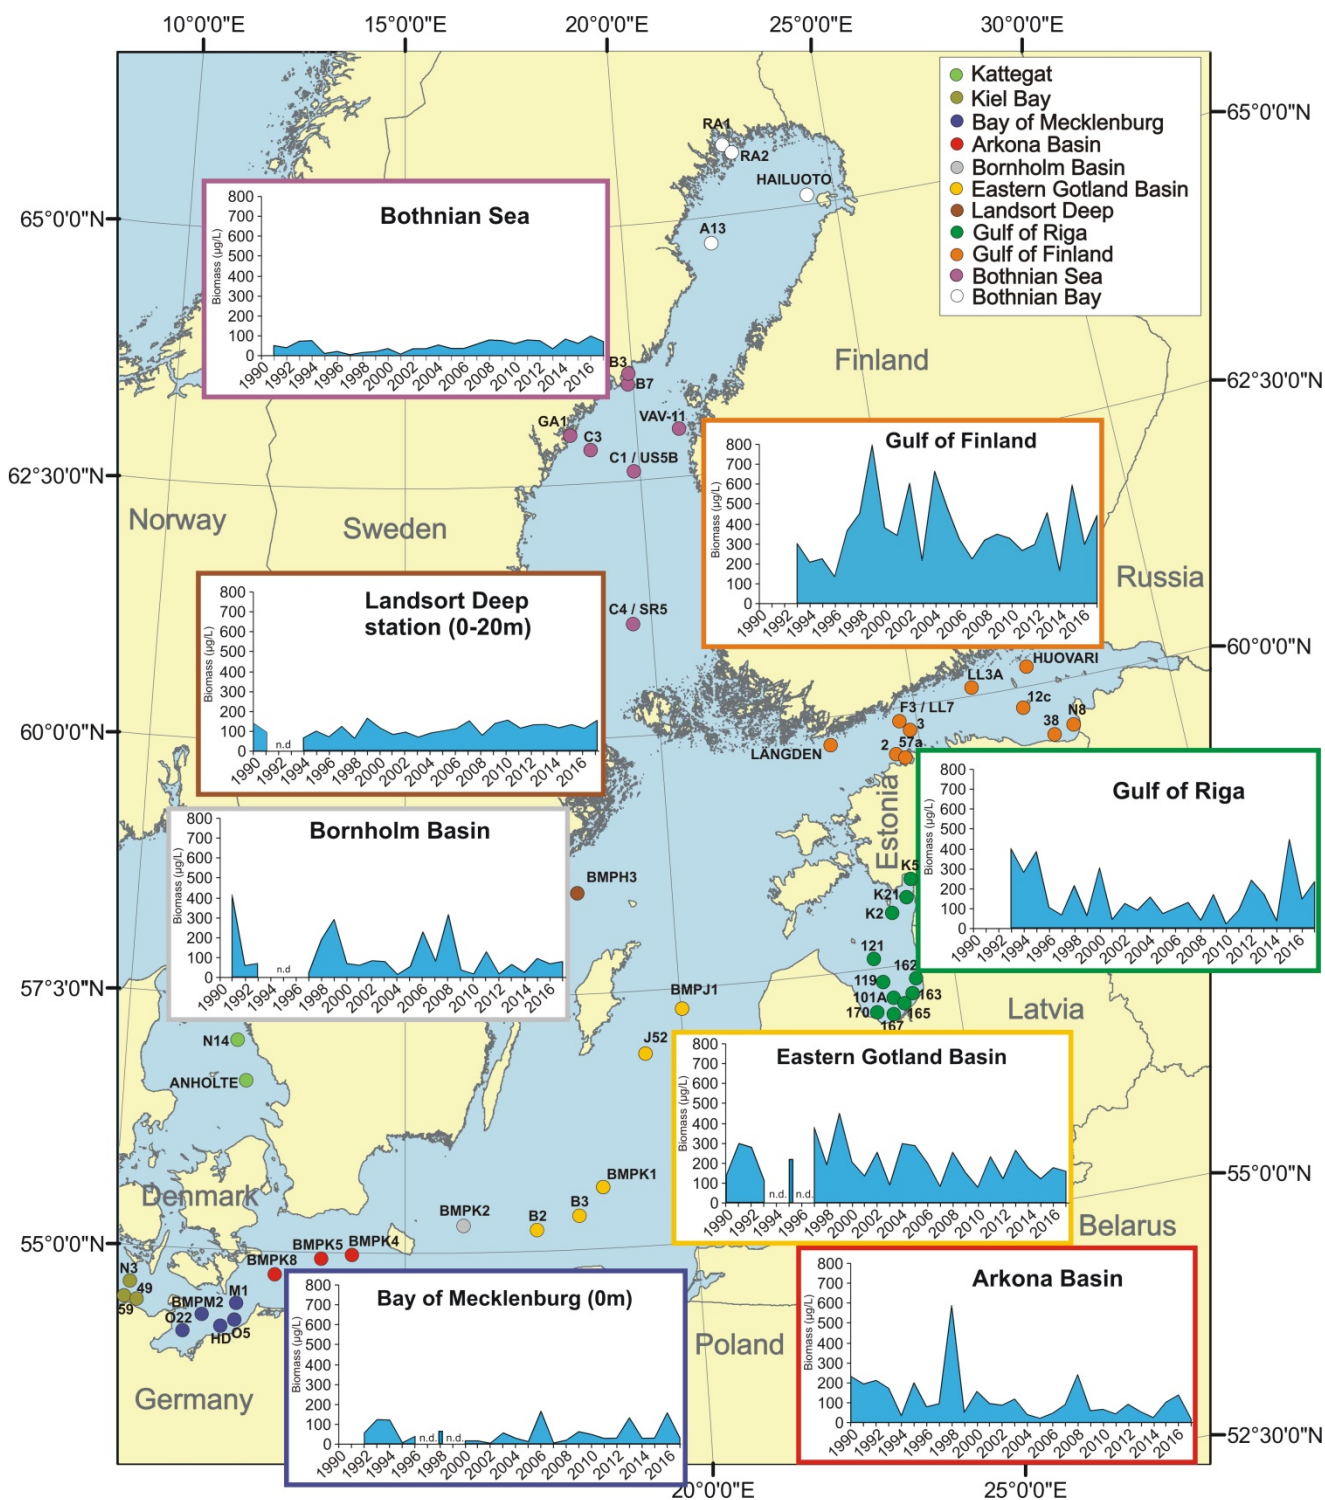 10°0'0"E 15°0'0"E 20°0'0"E 25°0'0"E 30°0'0"E
Kattegat
Kiel Bay
Bay of Mecklenburg
Arkona Basin
Bornholm Basin
Eastern Gotland Basin
Landsort Deep
Gulf of Riga
Gulf of Finland
Bothnian Sea
Bothnian Bay
65°0'0"N
65°0'0"N
62°30'0"N
62°30'0"N
60°0'0"N
60°0'0"N
57°30'0"N
55°0'0"N
55°0'0"N
52°30'0"N
20°0'0"E 25°0'0"E
RA1
RA2
HAILUOTO
A13
Bothnian Sea
Biomass (µg/L)
800
700
600
500
400
300
200
100
0
1990 1992 1994 1996 1998 2000 2002 2004 2006 2008 2010 2012 2014 2016
Finland
B3
B7
GA1
C3
VAV-11
C1 / US5B
Norway
Sweden
Gulf of Finland
Biomass (µg/L)
800
700
600
500
400
300
200
100
0
1990 1992 1994 1996 1998 2000 2002 2004 2006 2008 2010 2012 2014 2016
Russia
Landsort Deep
station (0-20m)
Biomass (µg/L)
800
700
600
500
400
300
200
100
0
n.d
1990 1992 1994 1996 1998 2000 2002 2004 2006 2008 2010 2012 2014 2016
C4 / SR5
HUOVARI
LL3A
12c
N8
38
F3 / LL7
3
57a
2
LÄNGDEN
Estonia
Gulf of Riga
Biomass (µg/L)
800
700
600
500
400
300
200
100
0
1990 1992 1994 1996 1998 2000 2002 2004 2006 2008 2010 2012 2014 2016
Bornholm Basin
Biomass (µg/L)
800
700
600
500
400
300
200
100
0
n.d
1990 1992 1994 1996 1998 2000 2002 2004 2006 2008 2010 2012 2014 2016
BMPH3
K5
K21
K2
121
162
119
101A
163
170
165
167
Latvia
BMPJ1
J52
N14
ANHOLTE
Eastern Gotland Basin
Biomass (µg/L)
800
700
600
500
400
300
200
100
0
n.d. n.d.
1990 1992 1994 1996 1998 2000 2002 2004 2006 2008 2010 2012 2014 2016
Denmark
BMPK1
BMPK2
B2
B3
Belarus
BMPK5
BMPK4
BMPK8
N3
49
59
M1
BMPM2
O22
HD
O5
Germany
Poland
Bay of Mecklenburg (0m)
Biomass (µg/L)
800
700
600
500
400
300
200
100
0
n.d. n.d.
1990 1992 1994 1996 1998 2000 2002 2004 2006 2008 2010 2012 2014 2016
Arkona Basin
Biomass (µg/L)
800
700
600
500
400
300
200
100
0
1990 1992 1994 1996 1998 2000 2002 2004 2006 2008 2010 2012 2014 2016